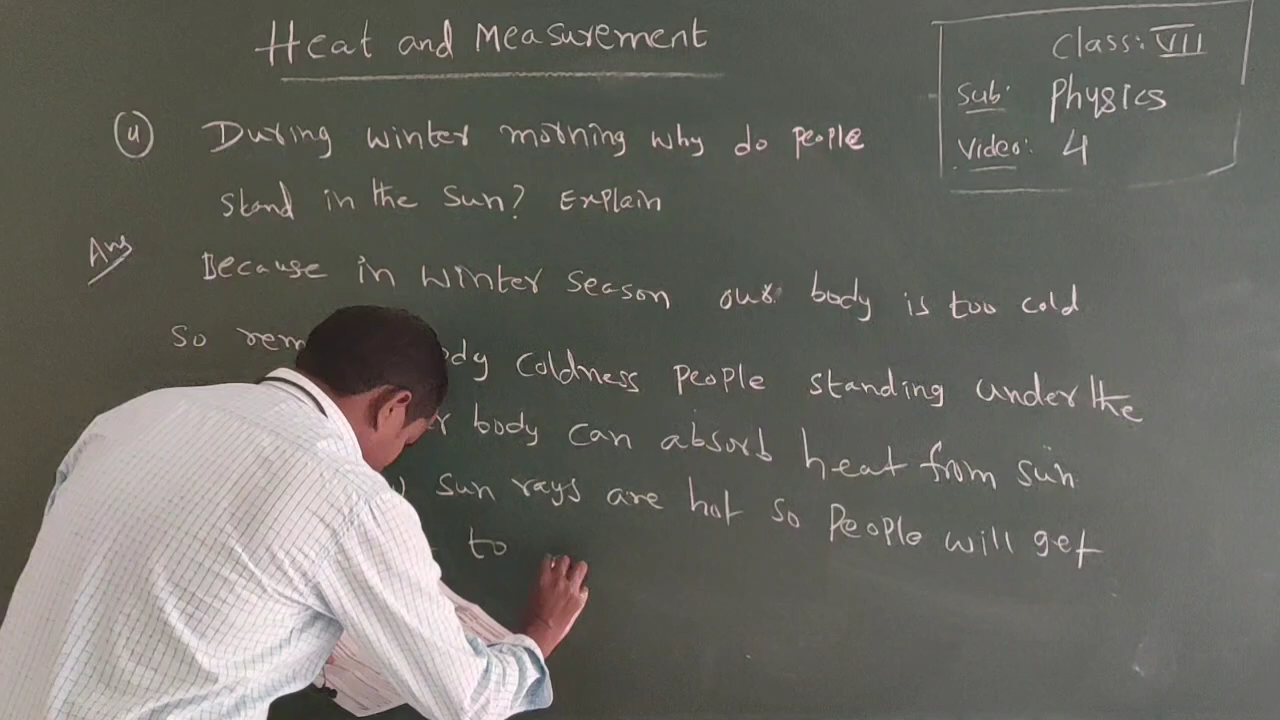 Heat and Measurement
Class: VII
Sub: Physics
Video: 4
4 During winter morning why do people
stand in the Sun? Explain
Ans Because in winter season our body is too cold
So coldness people standing under the
body can absorb heat from sun
sun rays are hot so People will get
to